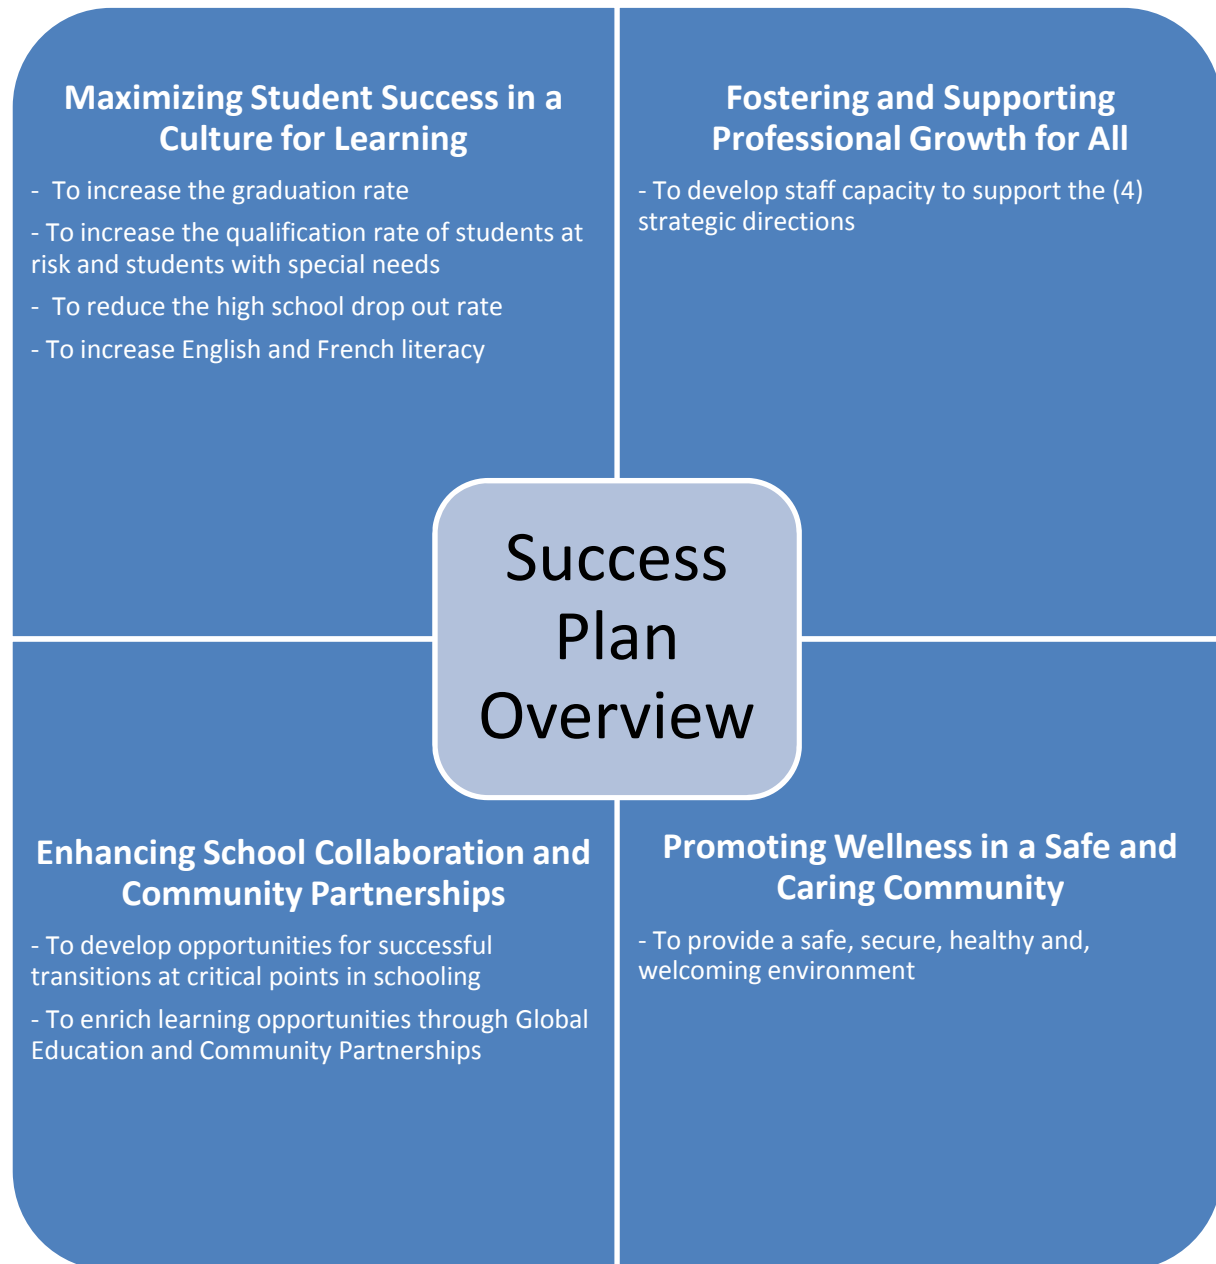 Maximizing Student Success in a
Culture for Learning
- To increase the graduation rate
- To increase the qualification rate of students at
risk and students with special needs
- To reduce the high school drop out rate
- To increase English and French literacy
Fostering and Supporting
Professional Growth for All
- To develop staff capacity to support the (4)
strategic directions
Success
Plan
Overview
Enhancing School Collaboration and
Community Partnerships
- To develop opportunities for successful
transitions at critical points in schooling
- To enrich learning opportunities through Global
Education and Community Partnerships
Promoting Wellness in a Safe and
Caring Community
- To provide a safe, secure, healthy and,
welcoming environment